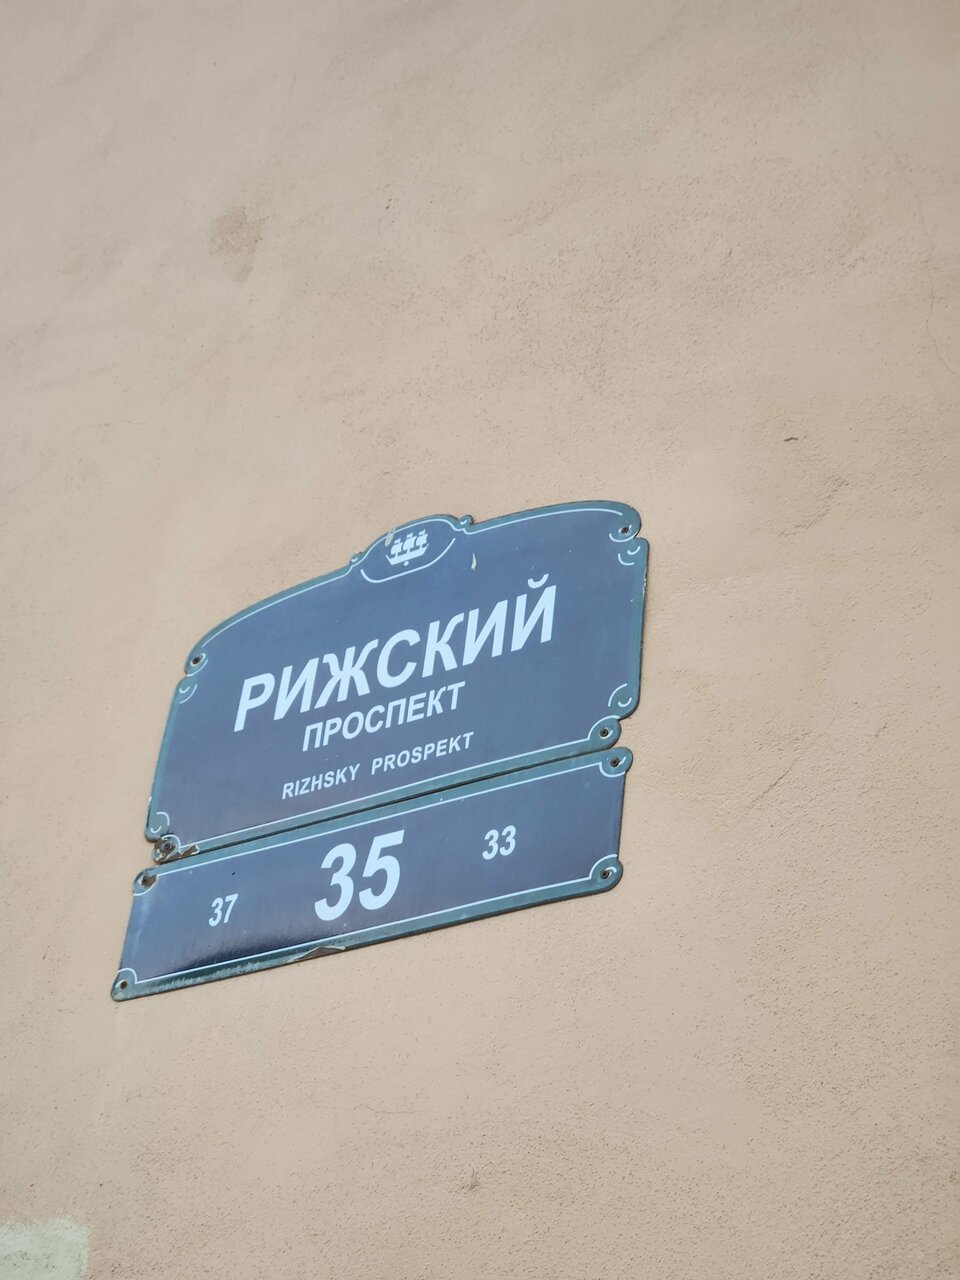 РИЖСКИЙ
ПРОСПЕКТ
RIZHSKY PROSPEKT
37 35 33